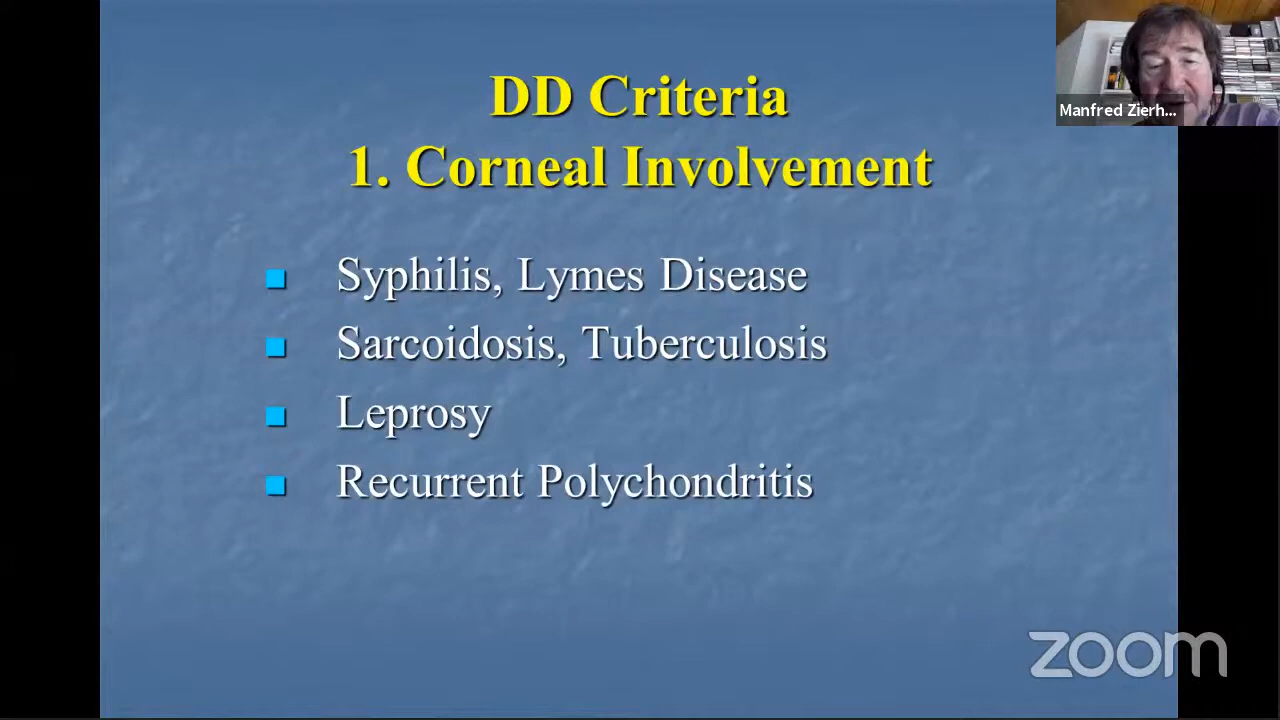 DD Criteria
1. Corneal Involvement
Manfred Zierh...
Syphilis, Lymes Disease
Sarcoidosis, Tuberculosis
Leprosy
Recurrent Polychondritis
zoom